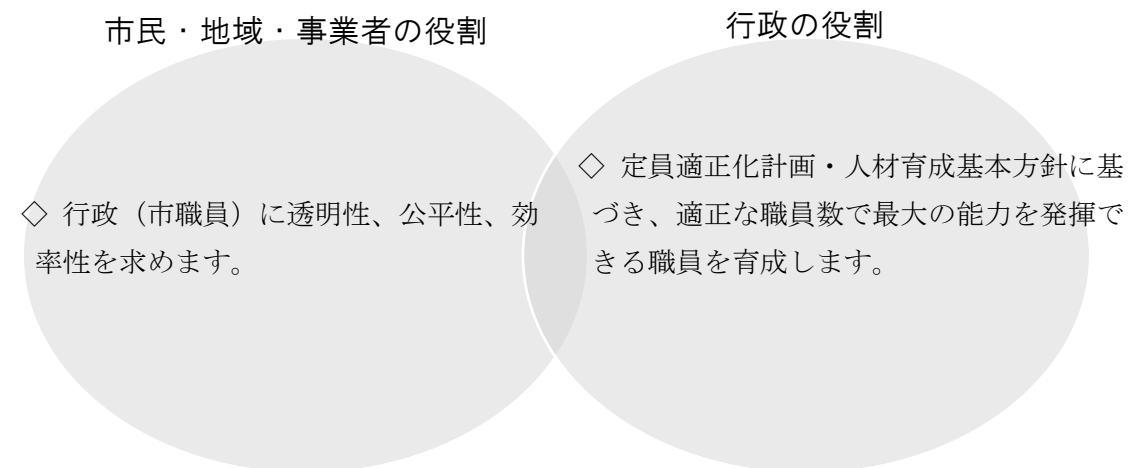 市民・地域・事業者の役割
◇ 行政（市職員）に透明性、公平性、効
率性を求めます。
行政の役割
◇ 定員適正化計画・人材育成基本方針に基
づき、適正な職員数で最大の能力を発揮で
きる職員を育成します。